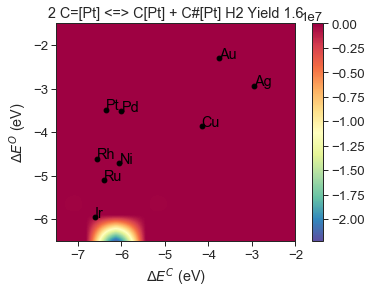 2 C=[Pt] <=> C[Pt] + C#[Pt] H2 Yield 1.6
1e7
0.00
−0.25
−0.50
−0.75
−1.00
−1.25
−1.50
−1.75
−2.00
−2
−3
−4
−5
−6
ΔE^O (eV)
Au
Ag
Pt
Pd
Cu
Rh
Ni
Ru
Ir
−7
−6
−5
−4
−3
−2
ΔE^C (eV)